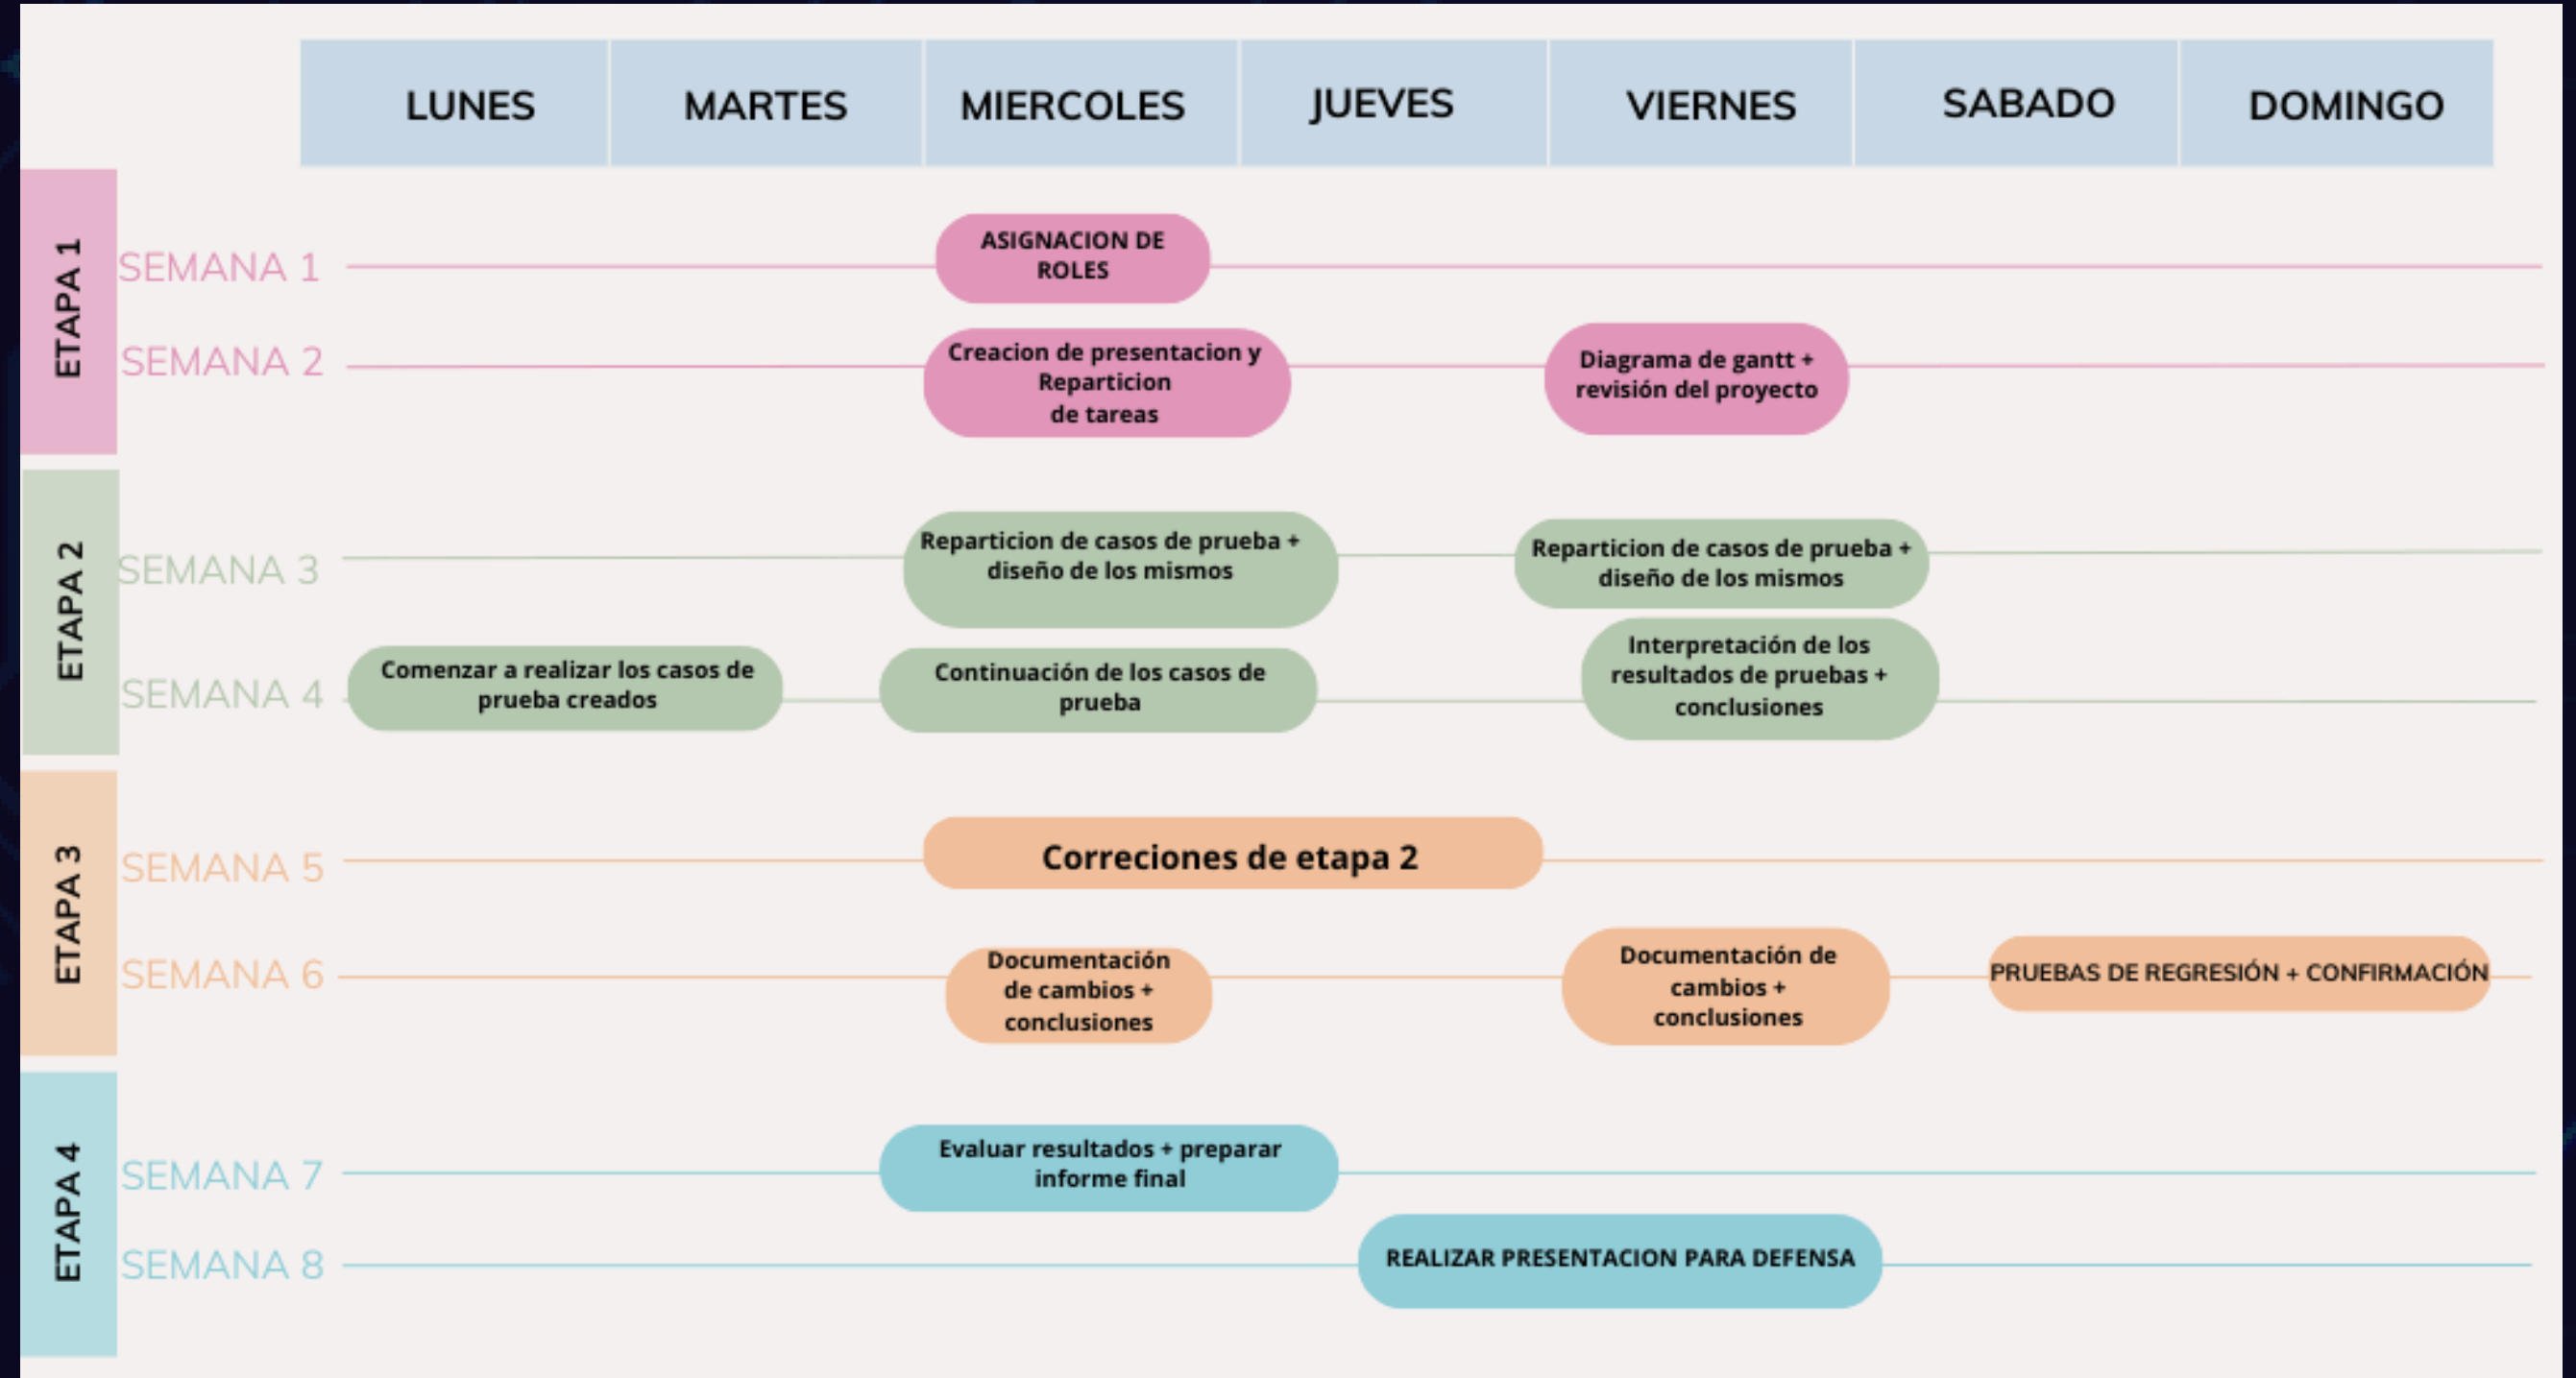 LUNES
MARTES
MIERCOLES
JUEVES
VIERNES
SABADO
DOMINGO
ETAPA 1
SEMANA 1
ASIGNACION DE
ROLES
SEMANA 2
Creacion de presentacion y
Reparticion
de tareas
Diagrama de gantt +
revisión del proyecto
ETAPA 2
SEMANA 3
Reparticion de casos de prueba +
diseño de los mismos
Reparticion de casos de prueba +
diseño de los mismos
SEMANA 4
Comenzar a realizar los casos de
prueba creados
Continuación de los casos de
prueba
Interpretación de los
resultados de pruebas +
conclusiones
ETAPA 3
SEMANA 5
Correciones de etapa 2
SEMANA 6
Documentación
de cambios +
conclusiones
Documentación de
cambios +
conclusiones
PRUEBAS DE REGRESIÓN + CONFIRMACIÓN
ETAPA 4
SEMANA 7
Evaluar resultados + preparar
informe final
SEMANA 8
REALIZAR PRESENTACION PARA DEFENSA